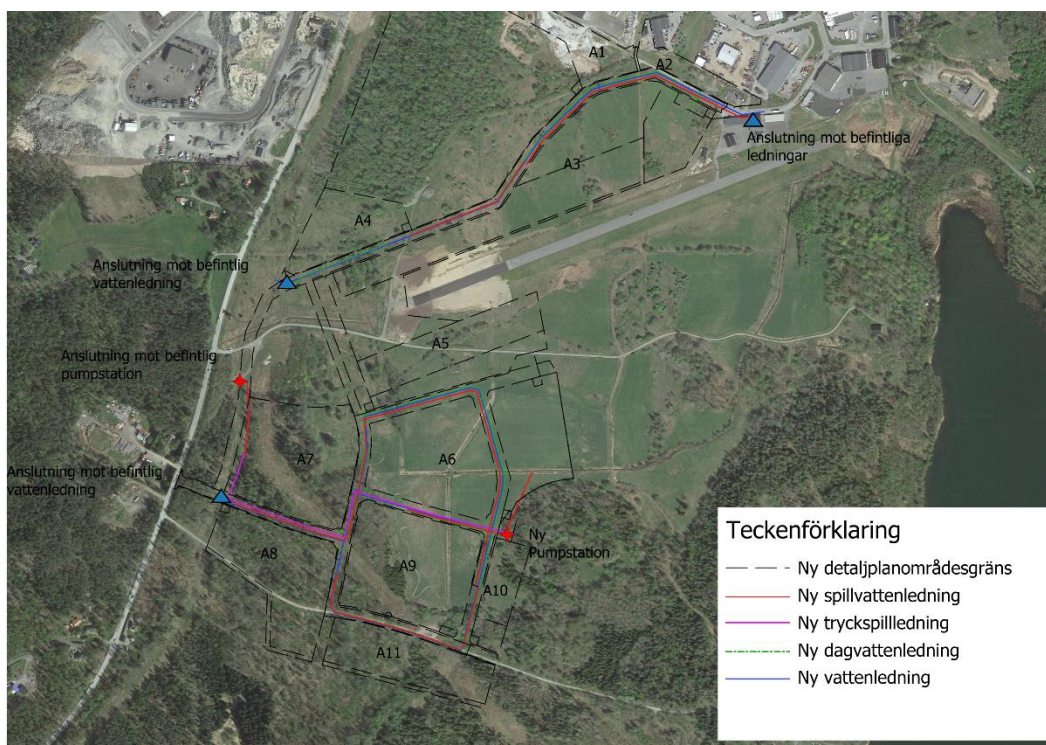 A1
A2
Anslutning mot befintliga
ledningar
A3
A4
Anslutning mot befintlig
vattenledning
A5
Anslutning mot befintlig
pumpstation
A7
A6
Anslutning mot befintlig
vattenledning
A8
A9
Ny
Pumpstation
A10
A11
Teckenförklaring
Ny detaljplanområdesgräns
Ny spillvattenledning
Ny tryckspillledning
Ny dagvattenledning
Ny vattenledning